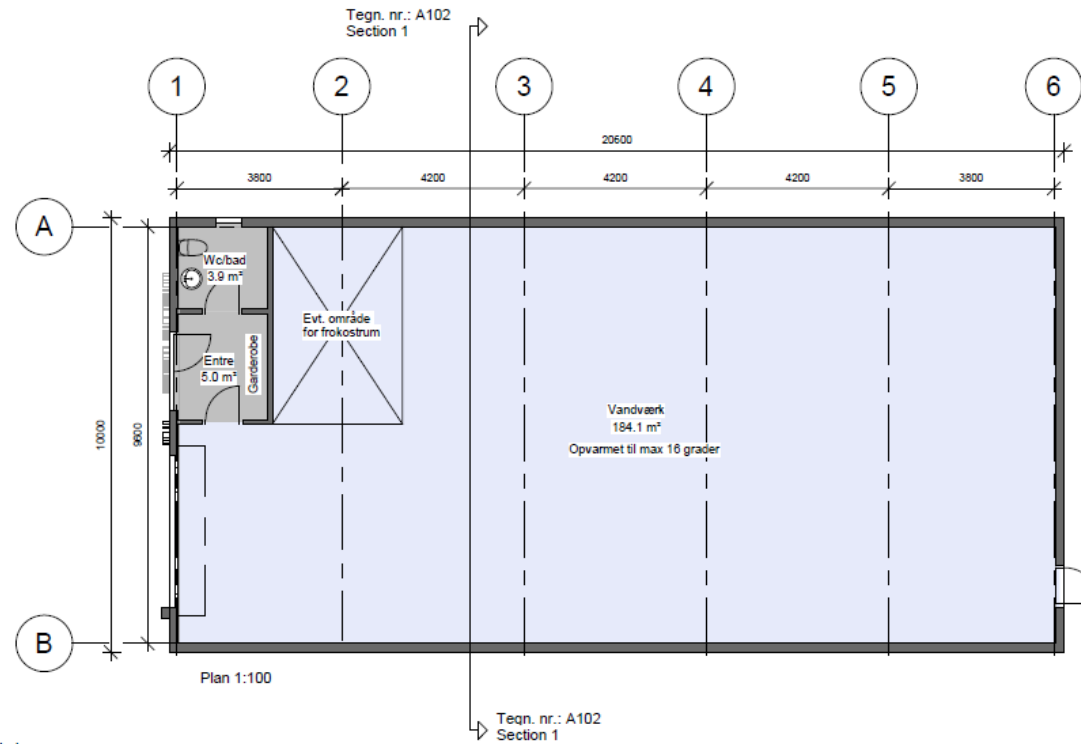 Tegn. nr.: A102
Section 1
1
2
3
4
5
6
20600
3800
4200
4200
4200
3800
A
Wc/bad
3.9 m²
Evt. område
for frokostrum
Entre
5.0 m²
Garderobe
Vandværk
184.1 m²
Opvarmet til max 16 grader
10000
9600
B
Plan 1:100
Tegn. nr.: A102
Section 1